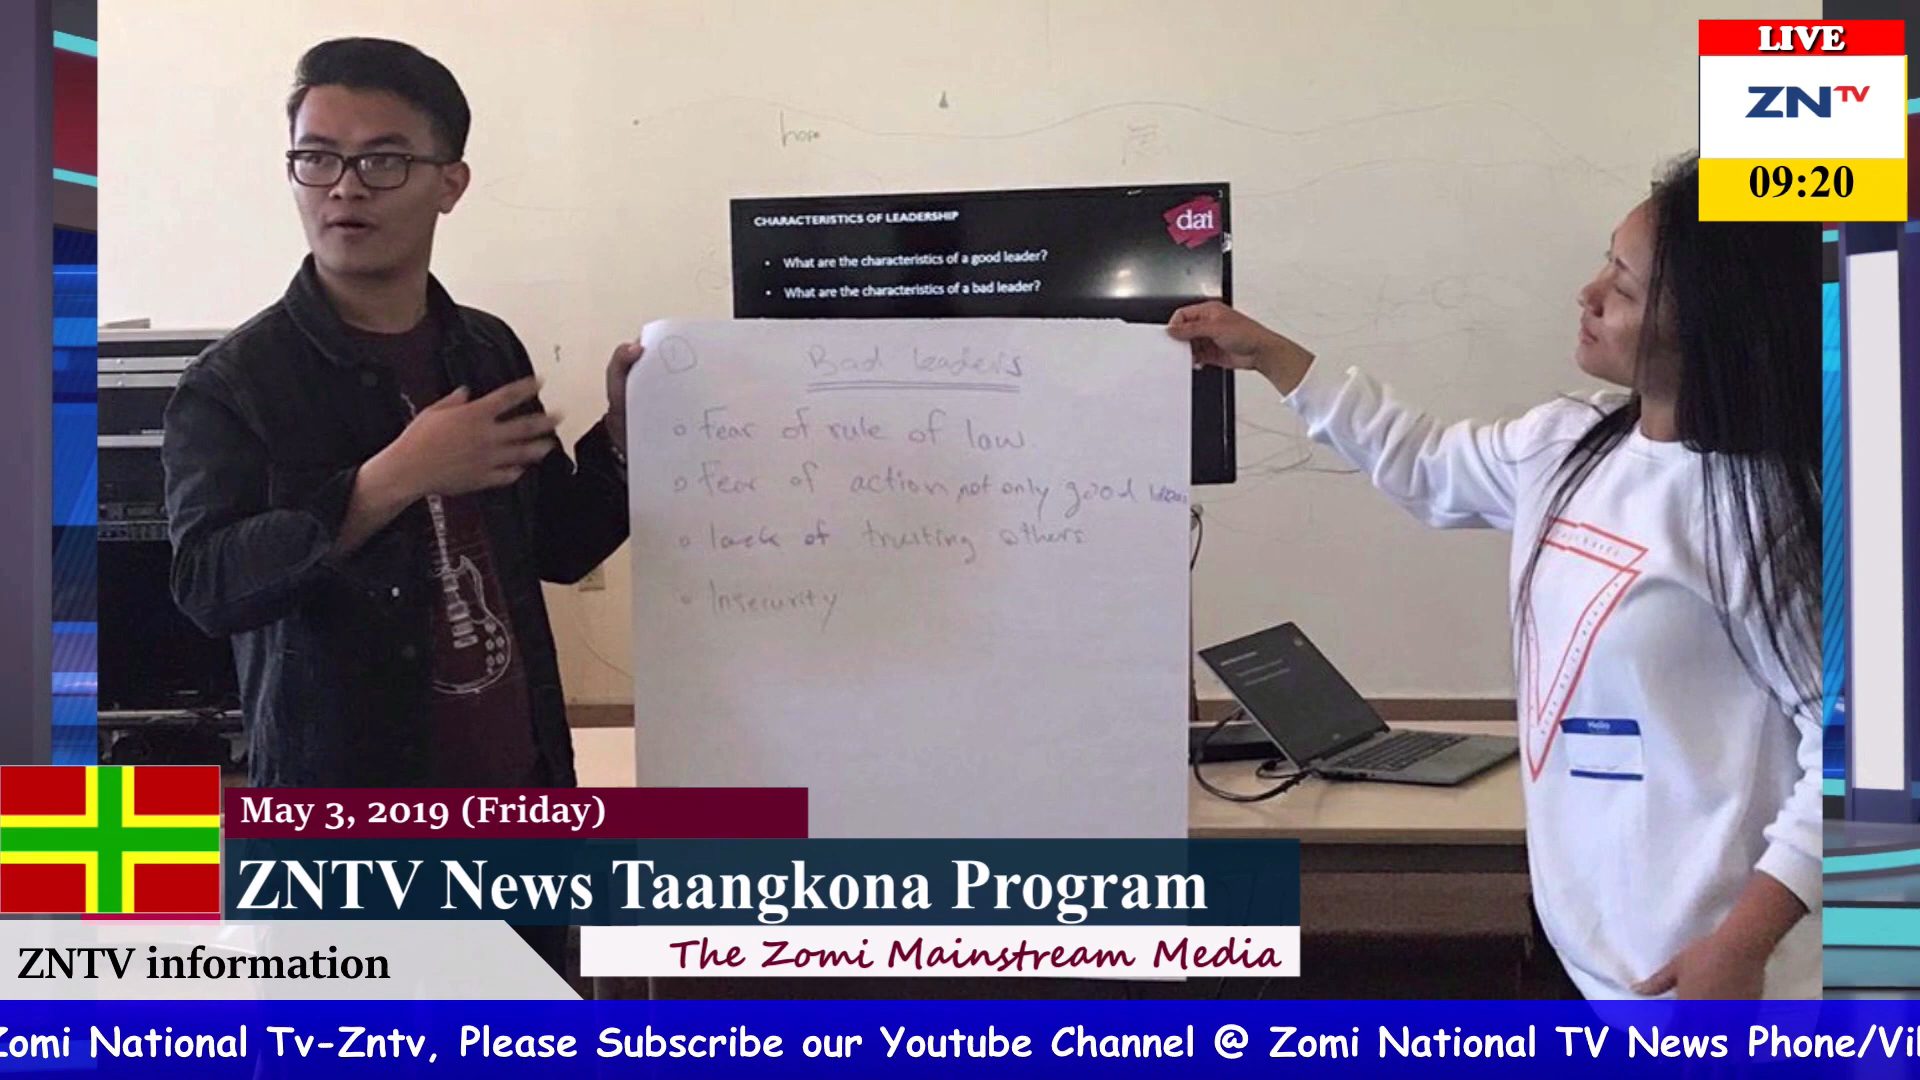 LIVE
ZNTV
09:20
hope
CHARACTERISTICS OF LEADERSHIP
dai
• What are the characteristics of a good leader?
• What are the characteristics of a bad leader?
Bad leaders
o fear of rule of law.
o fear of action not only good
o lack of trusting others
o Insecurity
Hello
May 3, 2019 (Friday)
ZNTV News Taangkona Program
The Zomi Mainstream Media
ZNTV information
Zomi National Tv-Zntv, Please Subscribe our Youtube Channel @ Zomi National TV News Phone/